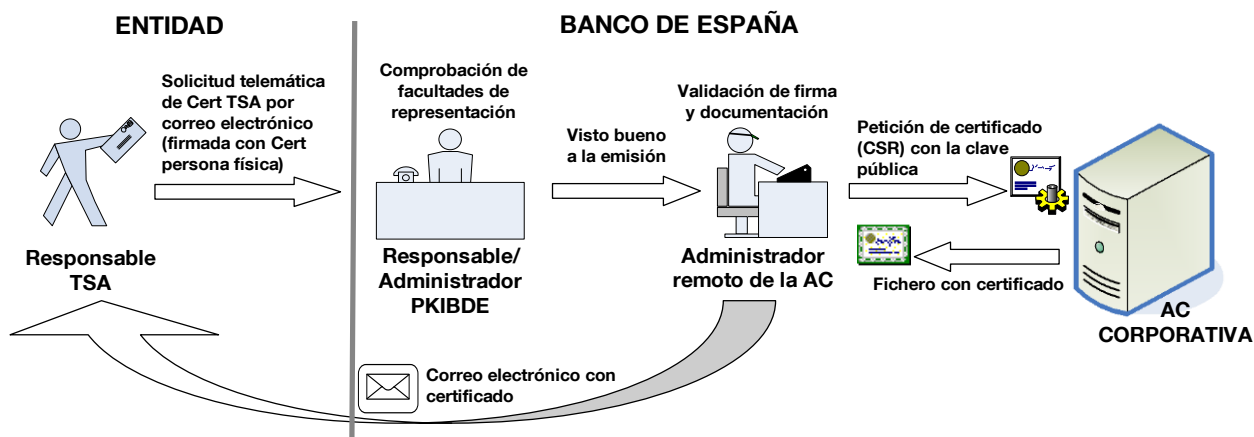 ENTIDAD
BANCO DE ESPAÑA
Solicitud telemática
de Cert TSA por
correo electrónico
(firmada con Cert
persona física)
Responsable
TSA
Comprobación de
facultades de
representación
Responsable/
Administrador
PKIBDE
Visto bueno
a la emisión
Validación de firma
y documentación
Administrador
remoto de la AC
Petición de certificado
(CSR) con la clave
pública
Fichero con certificado
AC
CORPORATIVA
Correo electrónico con
certificado